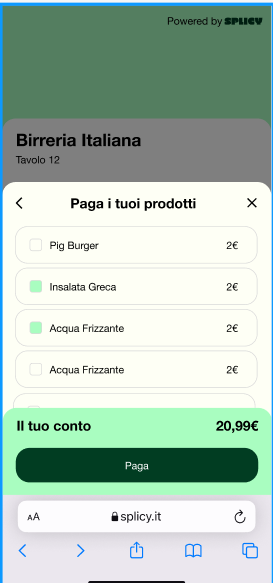 Powered by SPLICY
Birreria Italiana
Tavolo 12
Paga i tuoi prodotti
Pig Burger 2€
Insalata Greca 2€
Acqua Frizzante 2€
Acqua Frizzante 2€
Il tuo conto 20,99€
Paga
AA splicy.it